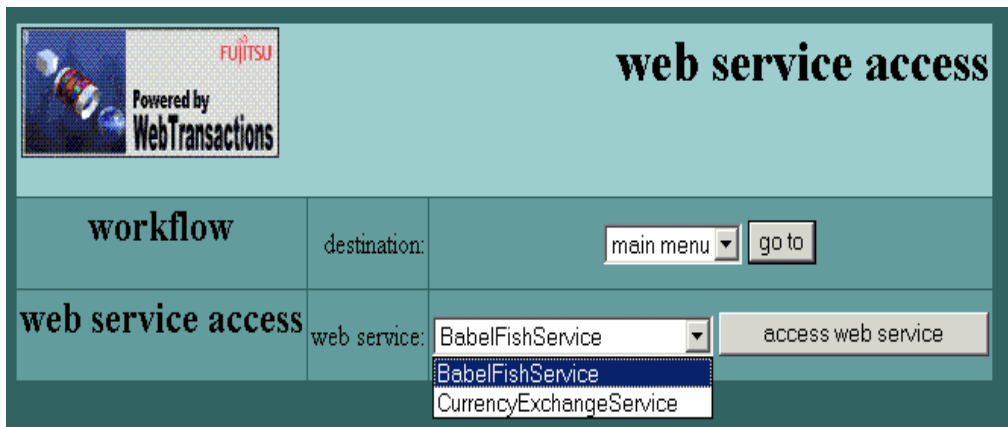 FUJITSU
Powered by
WebTransactions
web service access
workflow
destination:
main menu
go to
web service access
web service:
BabelFishService
access web service
BabelFishService
CurrencyExchangeService